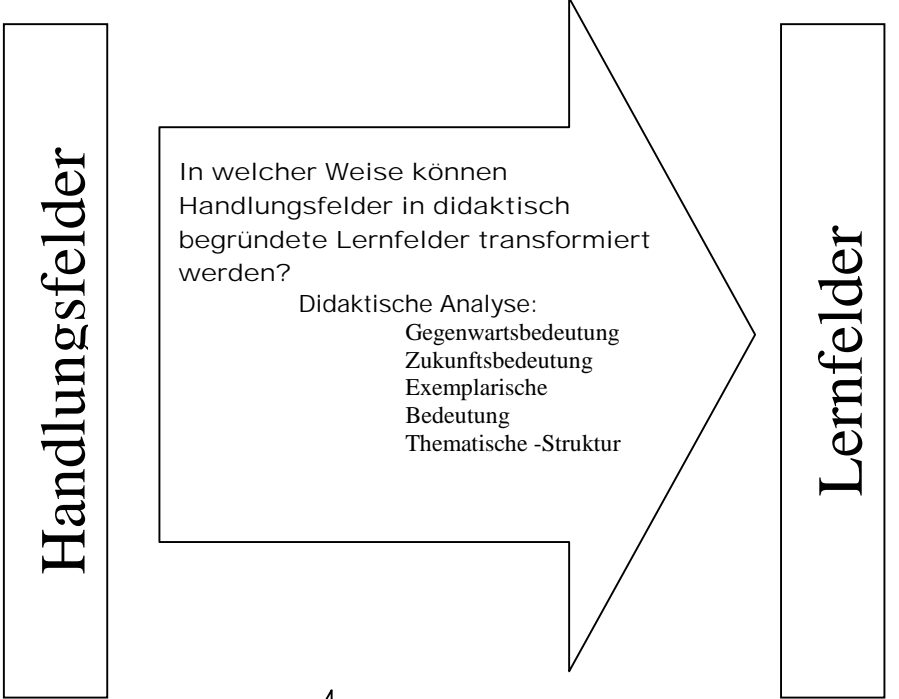 Handlungsfelder
In welcher Weise können
Handlungsfelder in didaktisch
begründete Lernfelder transformiert
werden?
Didaktische Analyse:
Gegenwartsbedeutung
Zukunftsbedeutung
Exemplarische
Bedeutung
Thematische -Struktur
Lernfelder